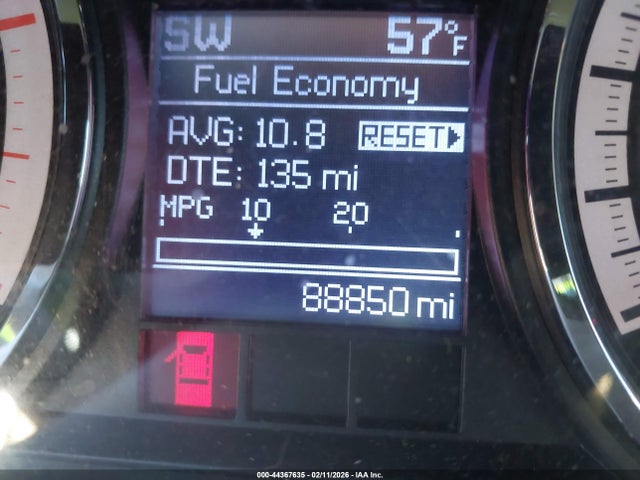 SW 57°F
Fuel Economy
AVG: 10.8 RESET
DTE: 135 mi
MPG 10 20
88850 mi
000-44367635 - 02/11/2026 - IAA Inc.